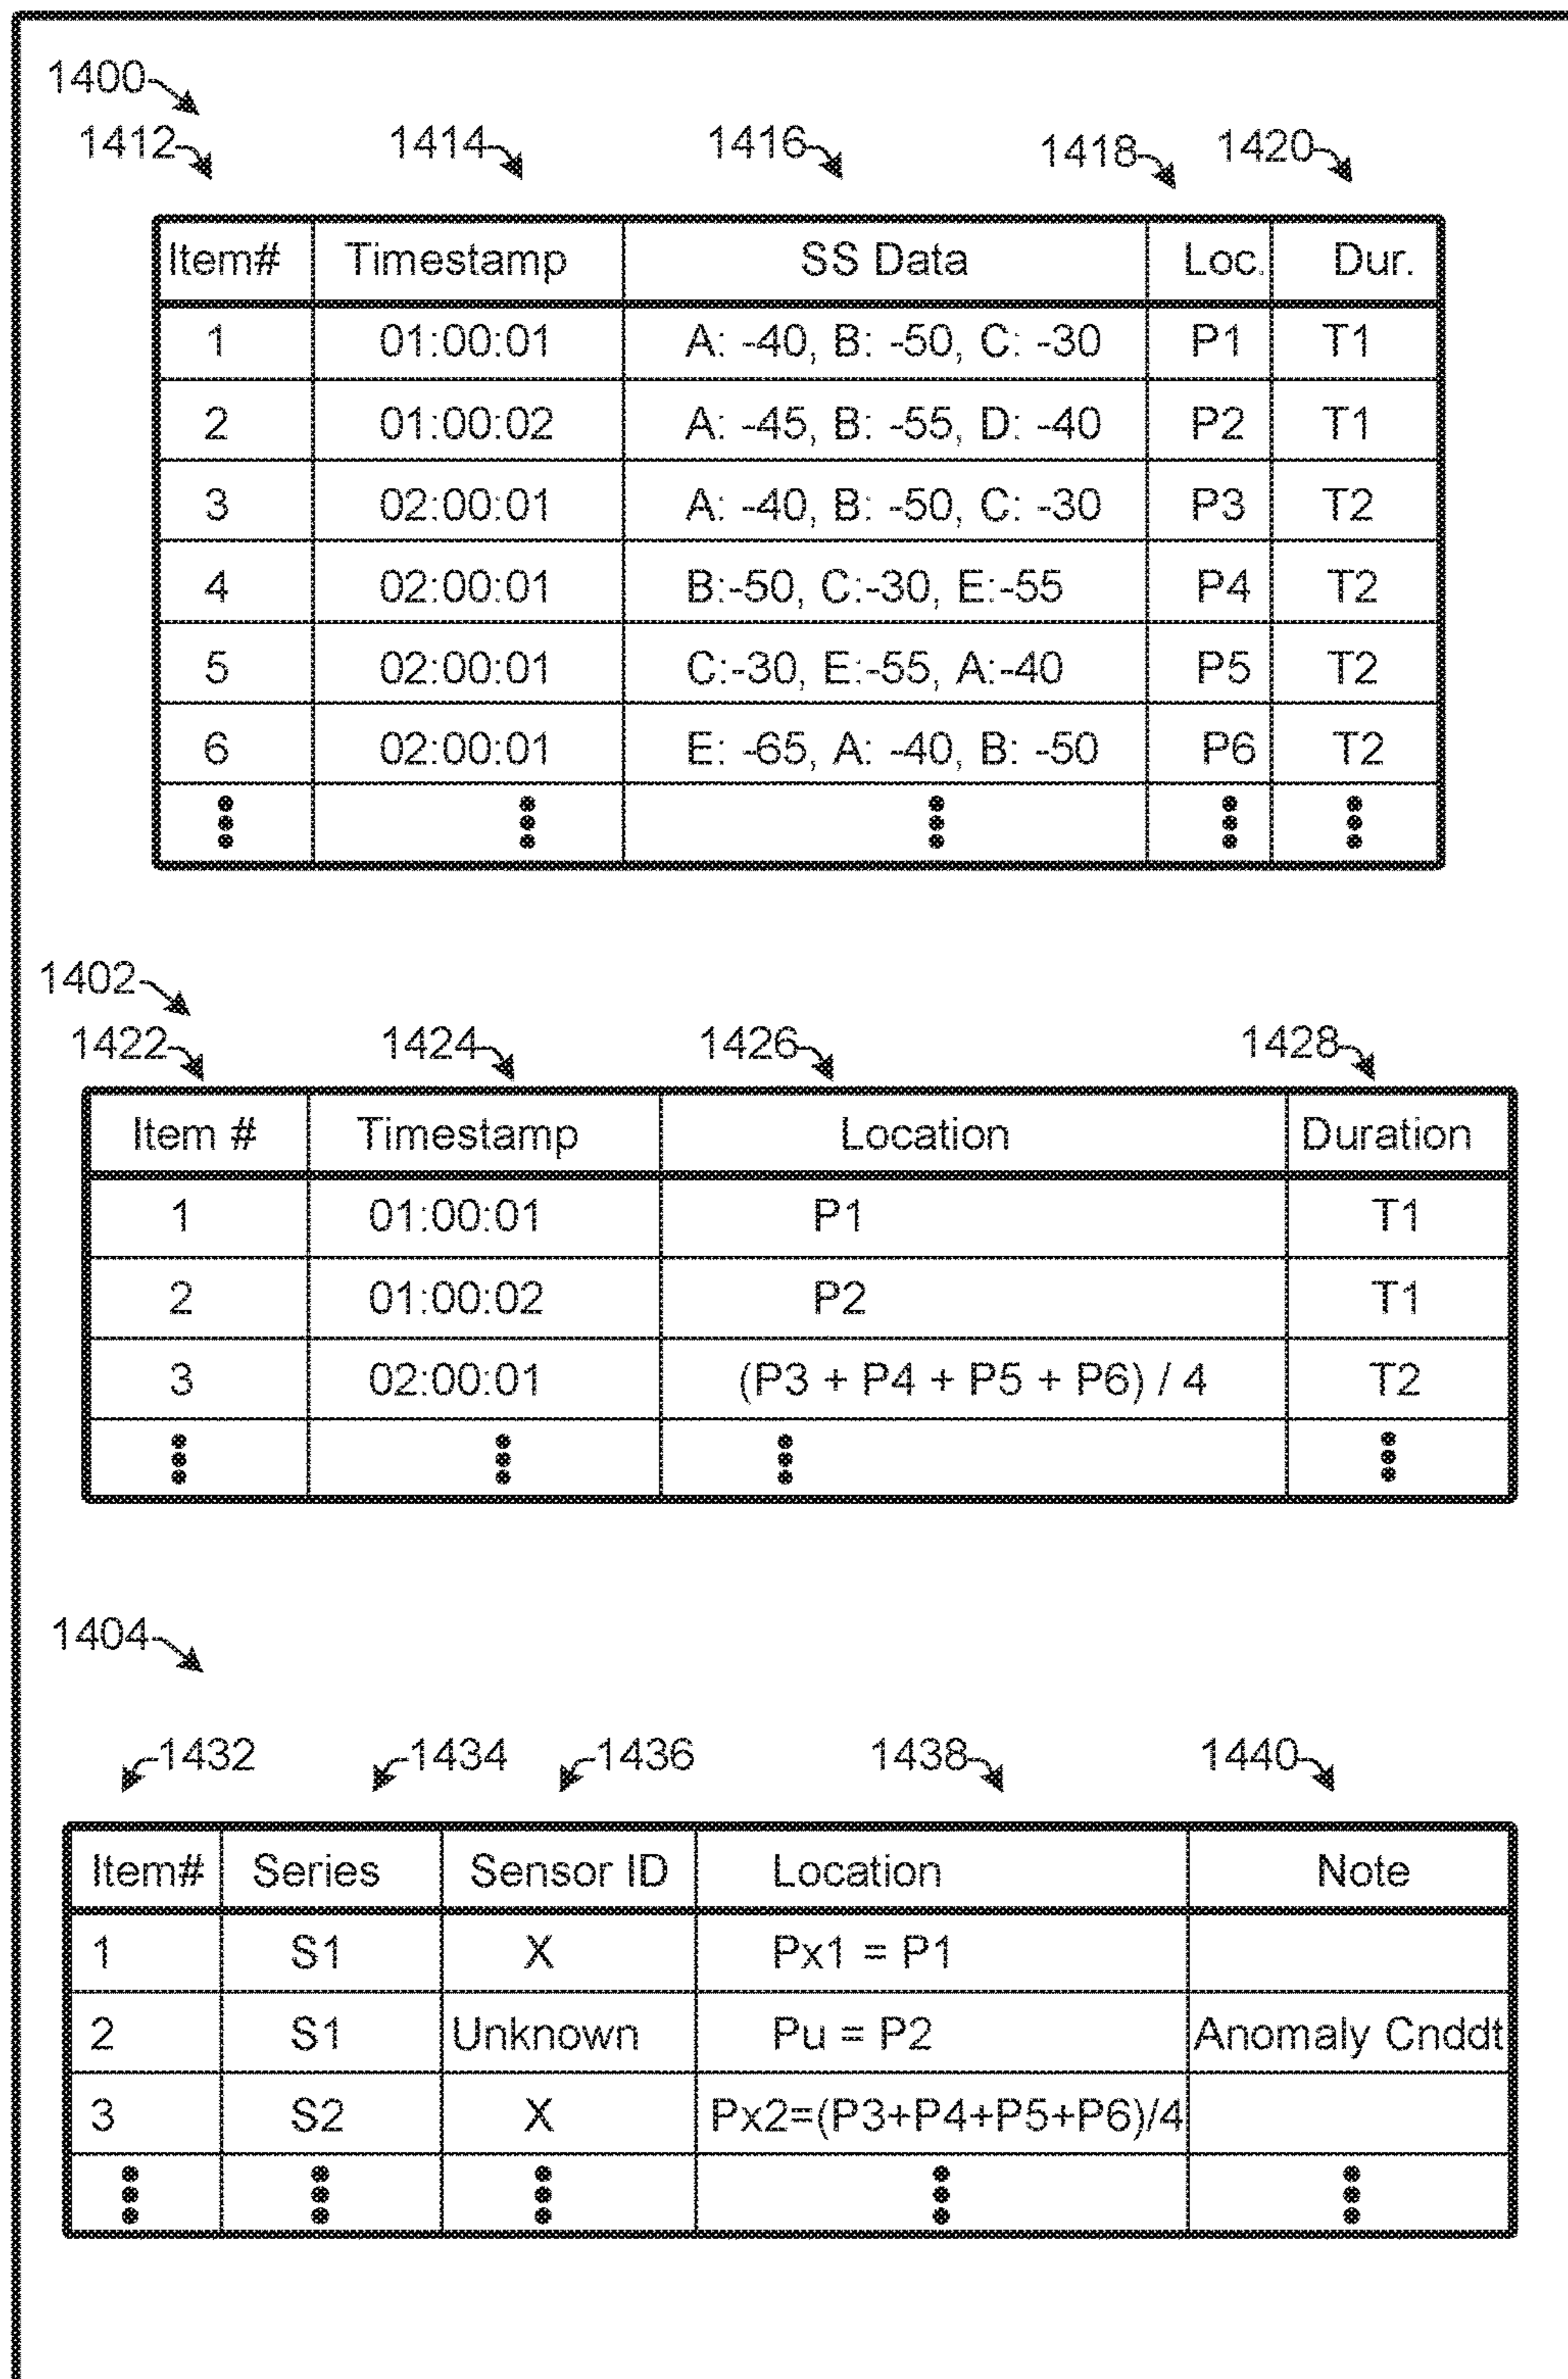 1400
1412 1414 1416 1418 1420
Item# Timestamp SS Data Loc. Dur.
1 01:00:01 A: -40, B: -50, C: -30 P1 T1
2 01:00:02 A: -45, B: -55, D: -40 P2 T1
3 02:00:01 A: -40, B: -50, C: -30 P3 T2
4 02:00:01 B:-50, C:-30, E:-55 P4 T2
5 02:00:01 C:-30, E:-55, A:-40 P5 T2
6 02:00:01 E: -65, A: -40, B: -50 P6 T2
1402
1422 1424 1426 1428
Item # Timestamp Location Duration
1 01:00:01 P1 T1
2 01:00:02 P2 T1
3 02:00:01 (P3 + P4 + P5 + P6) / 4 T2
1404
1432 1434 1436 1438 1440
Item# Series Sensor ID Location Note
1 S1 X Px1 = P1
2 S1 Unknown Pu = P2 Anomaly Cnddt
3 S2 X Px2=(P3+P4+P5+P6)/4